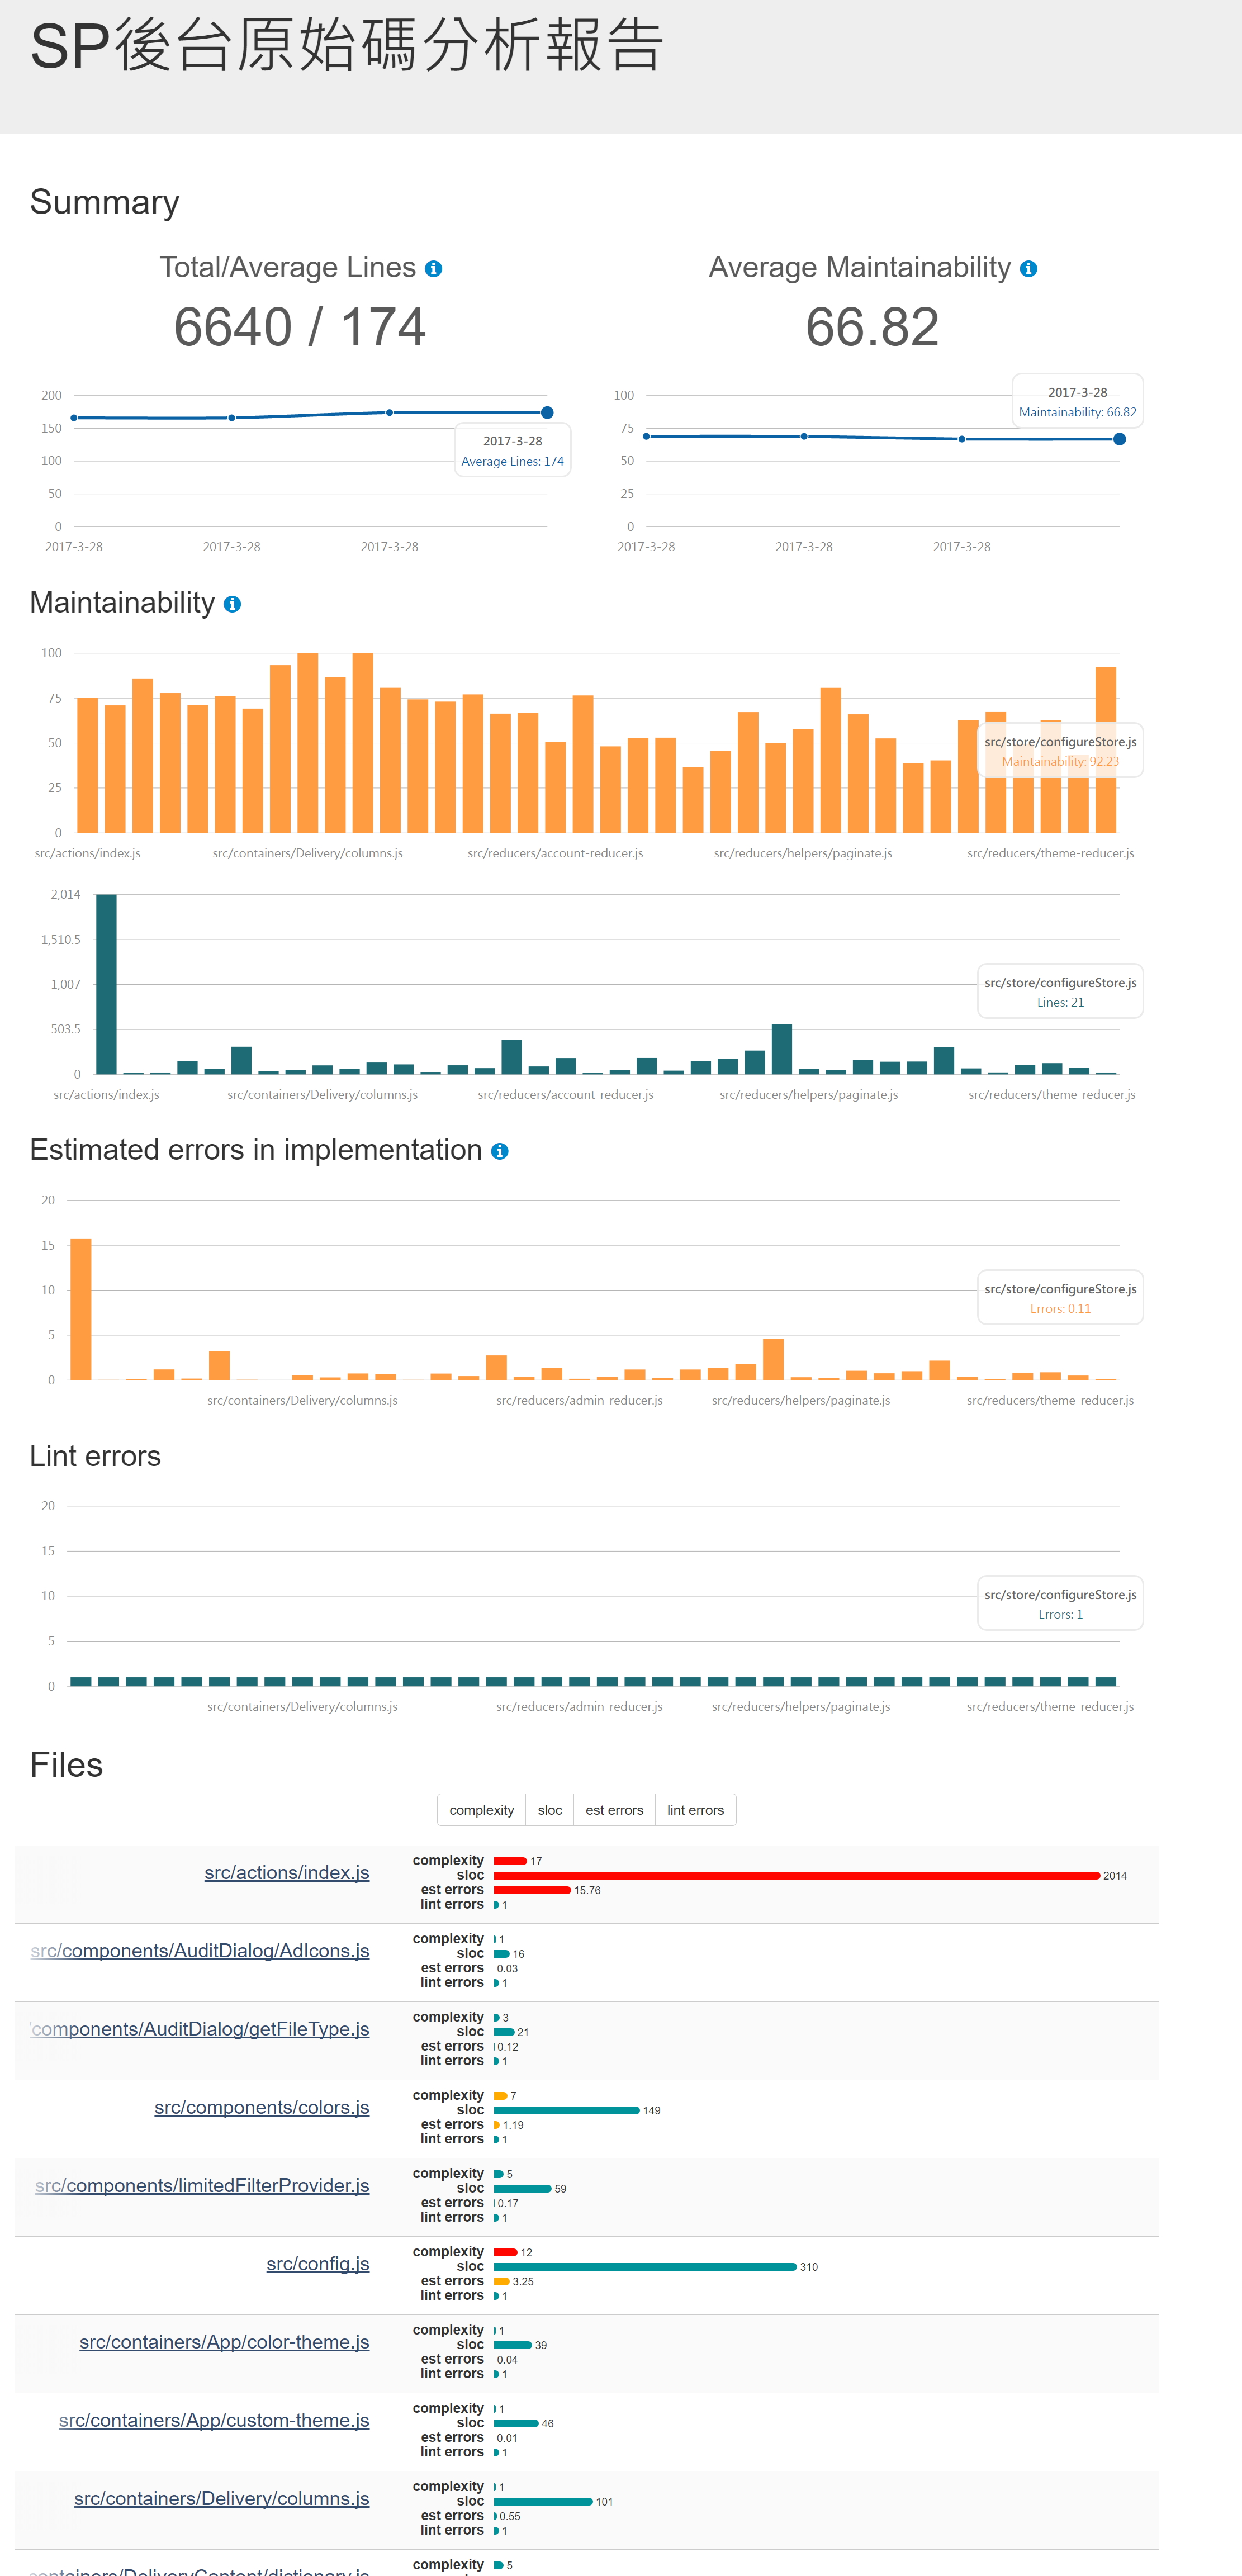 SP後台原始碼分析報告
Summary
Total/Average Lines
6640 / 174
Average Maintainability
66.82
200
150
100
50
0
2017-3-28
Average Lines: 174
2017-3-28
2017-3-28
2017-3-28
100
75
50
25
0
2017-3-28
Maintainability: 66.82
2017-3-28
2017-3-28
2017-3-28
Maintainability
100
75
50
25
0
src/store/configureStore.js
Maintainability: 92.23
src/actions/index.js
src/containers/Delivery/columns.js
src/reducers/account-reducer.js
src/reducers/helpers/paginate.js
src/reducers/theme-reducer.js
2,014
1,510.5
1,007
503.5
0
src/store/configureStore.js
Lines: 21
src/actions/index.js
src/containers/Delivery/columns.js
src/reducers/account-reducer.js
src/reducers/helpers/paginate.js
src/reducers/theme-reducer.js
Estimated errors in implementation
20
15
10
5
0
src/store/configureStore.js
Errors: 0.11
src/containers/Delivery/columns.js
src/reducers/admin-reducer.js
src/reducers/helpers/paginate.js
src/reducers/theme-reducer.js
Lint errors
20
15
10
5
0
src/store/configureStore.js
Errors: 1
src/containers/Delivery/columns.js
src/reducers/admin-reducer.js
src/reducers/helpers/paginate.js
src/reducers/theme-reducer.js
Files
complexity sloc est errors lint errors
src/actions/index.js
complexity 17
sloc 2014
est errors 15.76
lint errors 1
src/components/AuditDialog/AdIcons.js
complexity 1
sloc 16
est errors 0.03
lint errors 1
/components/AuditDialog/getFileType.js
complexity 3
sloc 21
est errors 0.12
lint errors 1
src/components/colors.js
complexity 7
sloc 149
est errors 1.19
lint errors 1
src/components/limitedFilterProvider.js
complexity 5
sloc 59
est errors 0.17
lint errors 1
src/config.js
complexity 12
sloc 310
est errors 3.25
lint errors 1
src/containers/App/color-theme.js
complexity 1
sloc 39
est errors 0.04
lint errors 1
src/containers/App/custom-theme.js
complexity 1
sloc 46
est errors 0.01
lint errors 1
src/containers/Delivery/columns.js
complexity 1
sloc 101
est errors 0.55
lint errors 1
containers/DeliveryContent/dictionary.js
complexity 5